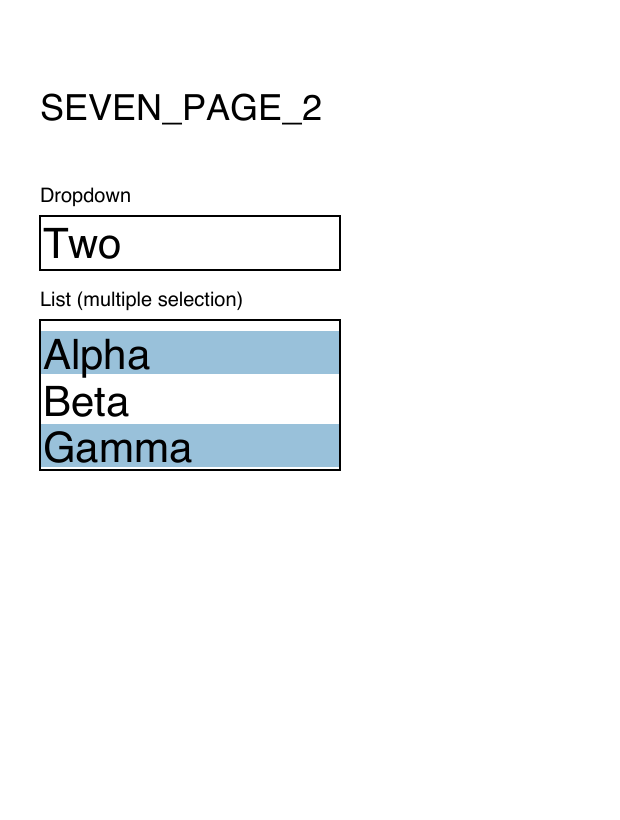 SEVEN_PAGE_2
Dropdown
Two
List (multiple selection)
Alpha
Beta
Gamma